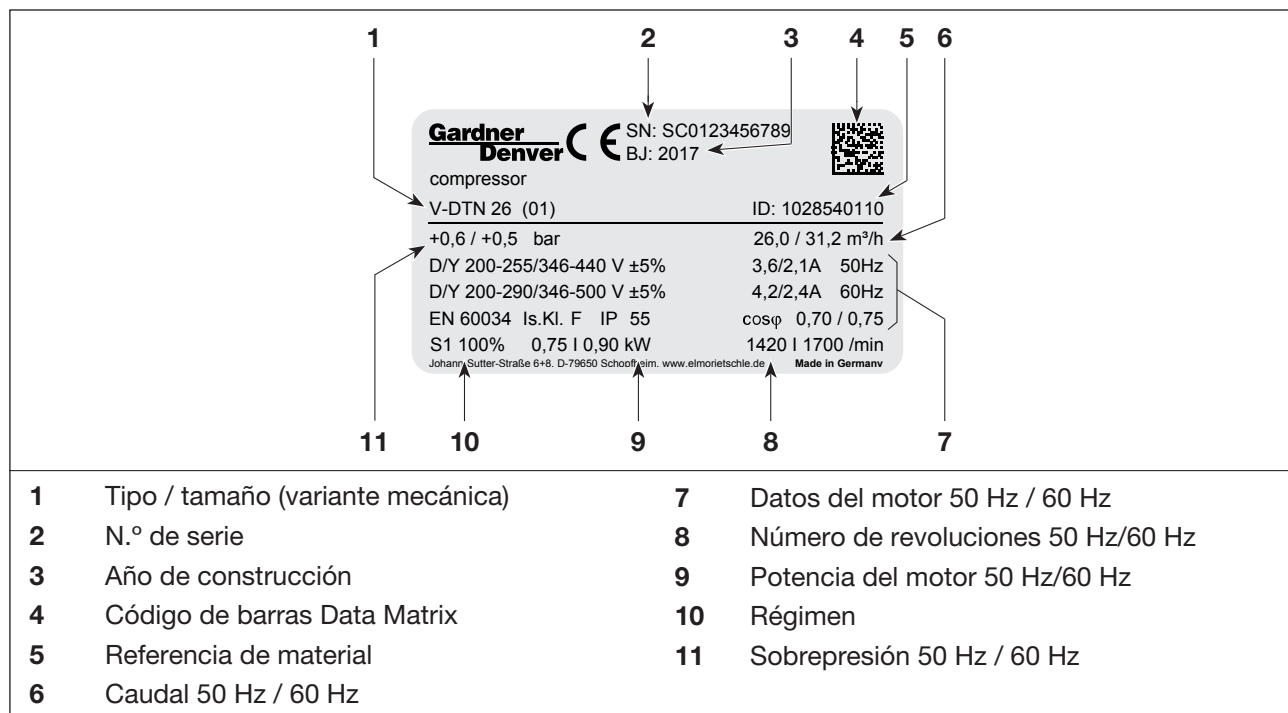 1 2 3 4 5 6
Gardner
Denver
CE
SN: SC0123456789
BJ: 2017
compressor
V-DTN 26 (01) ID: 1028540110
+0,6 / +0,5 bar 26,0 / 31,2 m³/h
D/Y 200-255/346-440 V ±5% 3,6/2,1A 50Hz
D/Y 200-290/346-500 V ±5% 4,2/2,4A 60Hz
EN 60034 Is.Kl. F IP 55 cosφ 0,70 / 0,75
S1 100% 0,75 I 0,90 kW 1420 I 1700 /min
Johann-Sutter-Straße 6+8. D-79650 Schopfheim. www.elmorietschle.de Made in Germany
11 10 9 8 7
1 Tipo / tamaño (variante mecánica)
2 N.º de serie
3 Año de construcción
4 Código de barras Data Matrix
5 Referencia de material
6 Caudal 50 Hz / 60 Hz
7 Datos del motor 50 Hz / 60 Hz
8 Número de revoluciones 50 Hz/60 Hz
9 Potencia del motor 50 Hz/60 Hz
10 Régimen
11 Sobrepresión 50 Hz / 60 Hz